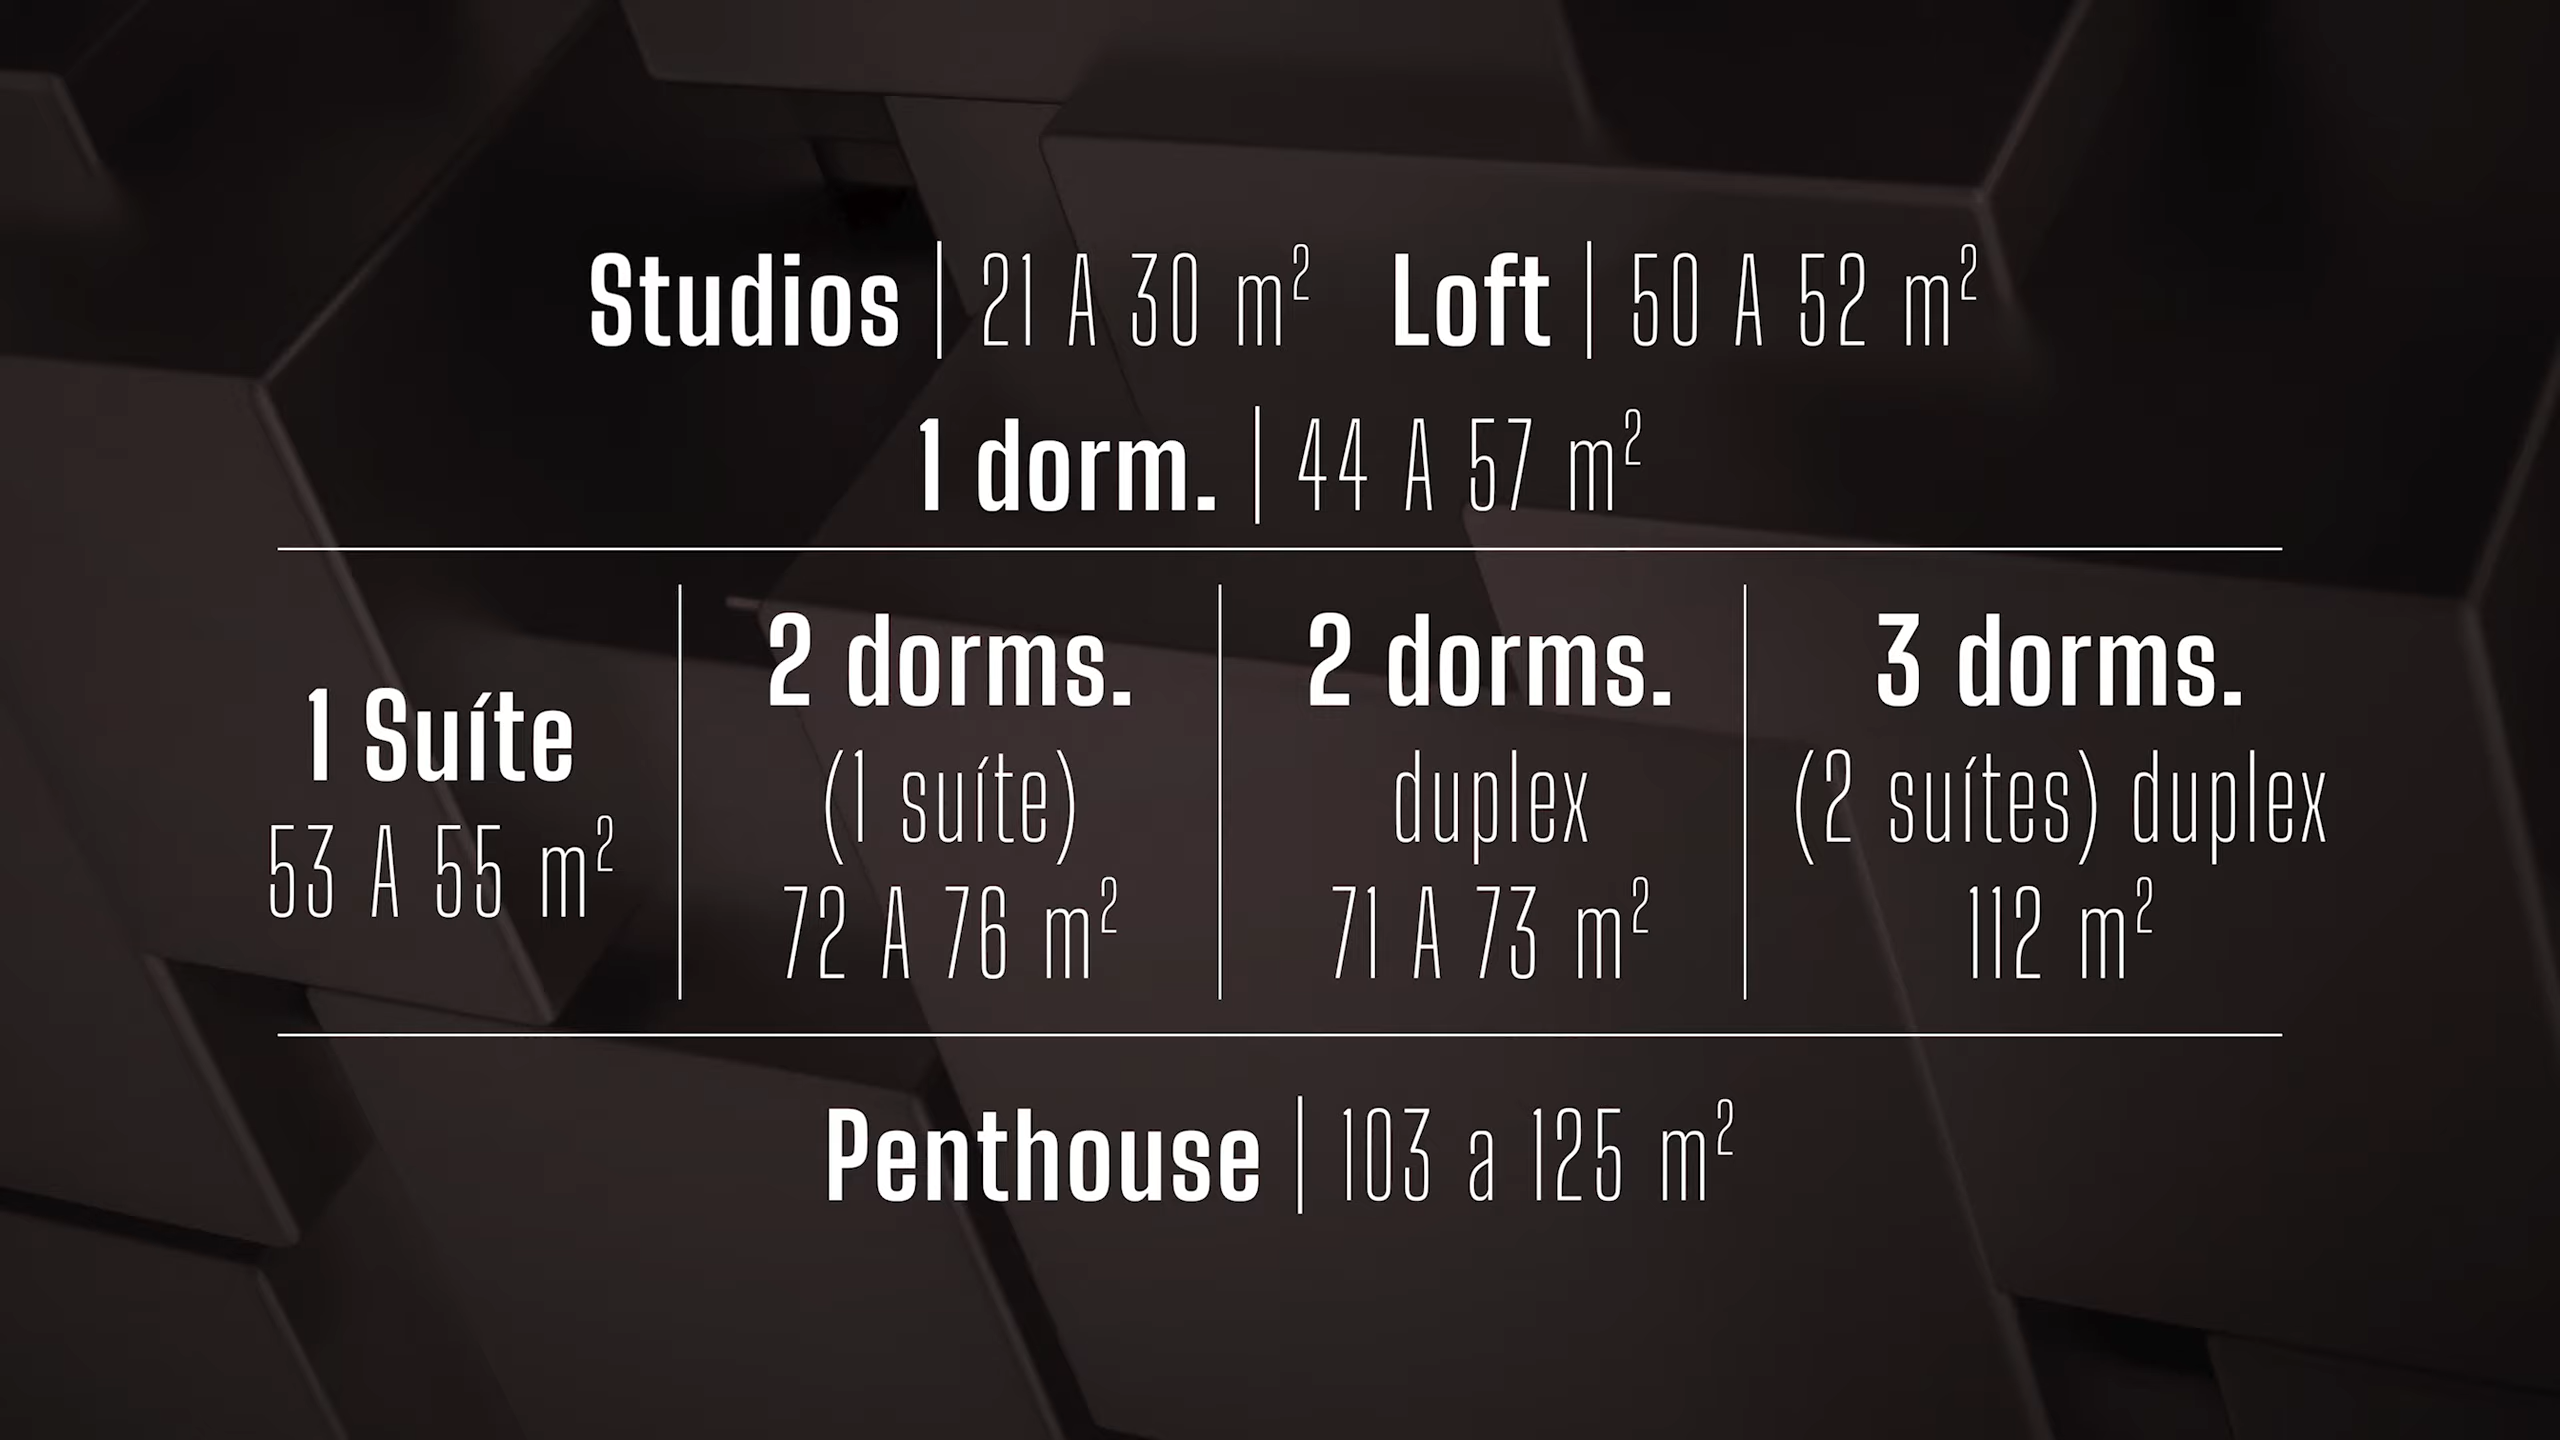 Studios | 21 A 30 m² Loft | 50 A 52 m²
1 dorm. | 44 A 57 m²
1 Suíte
53 A 55 m²
2 dorms.
(1 suíte)
72 A 76 m²
2 dorms.
duplex
71 A 73 m²
3 dorms.
(2 suítes) duplex
112 m²
Penthouse | 103 a 125 m²